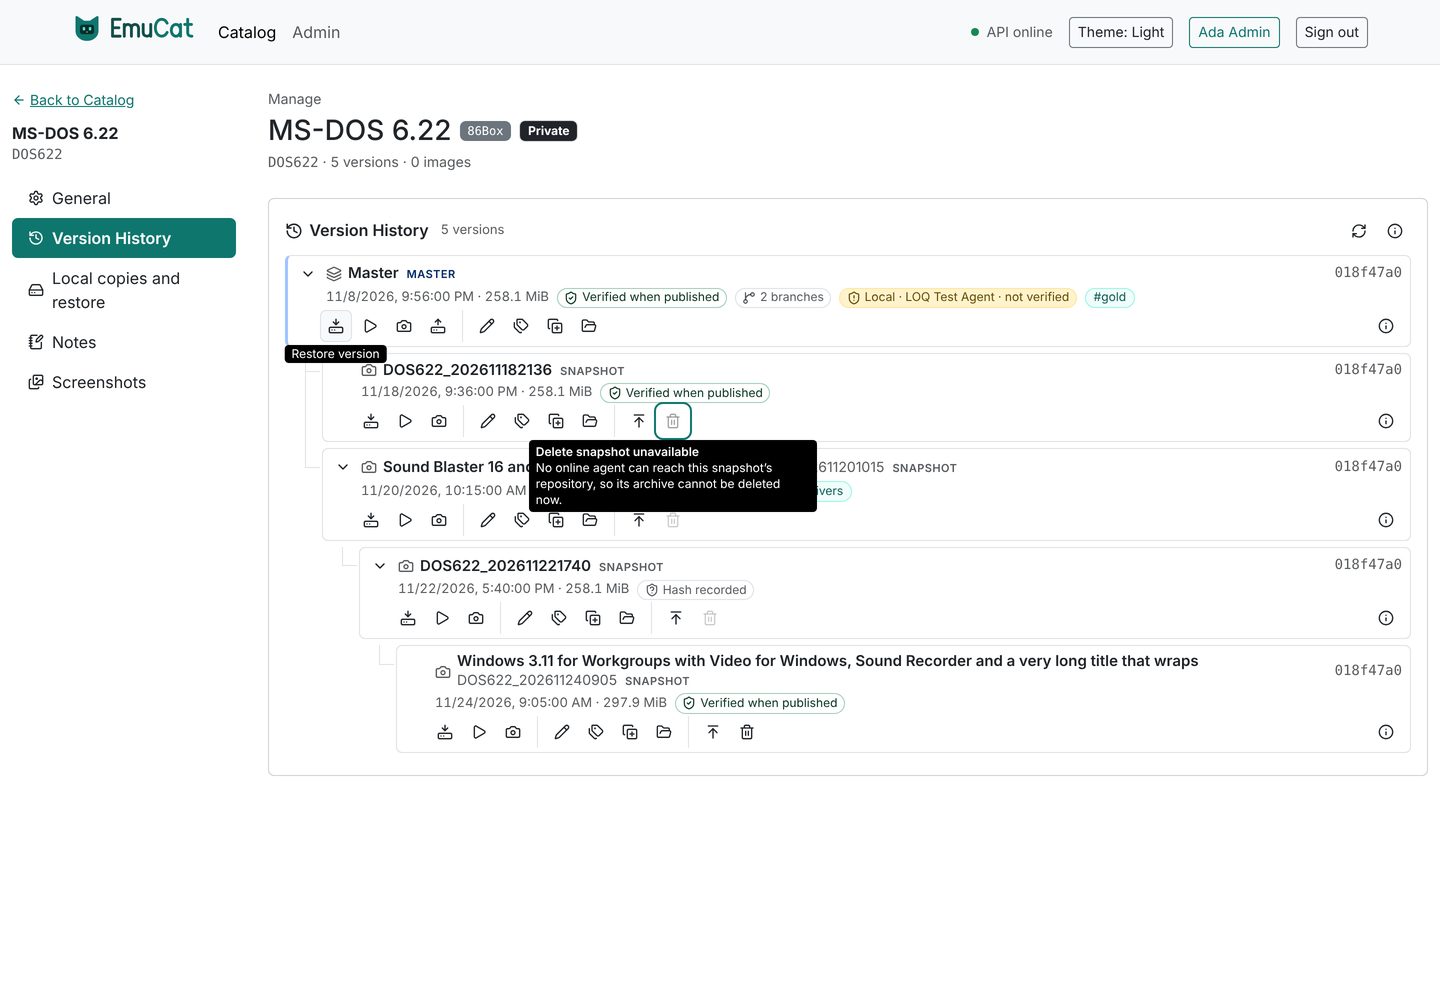 EmuCat Catalog Admin API online Theme: Light Ada Admin Sign out
Back to Catalog
MS-DOS 6.22
DOS622
General
Version History
Local copies and
restore
Notes
Screenshots
Manage
MS-DOS 6.22 86Box Private
DOS622 · 5 versions · 0 images
Version History 5 versions
Master MASTER 018f47a0
11/8/2026, 9:56:00 PM · 258.1 MiB Verified when published 2 branches Local · LOQ Test Agent · not verified #gold
Restore version
DOS622_202611182136 SNAPSHOT 018f47a0
11/18/2026, 9:36:00 PM · 258.1 MiB Verified when published
Delete snapshot unavailable
No online agent can reach this snapshot's
repository, so its archive cannot be deleted
now.
Sound Blaster 16 and 611201015 SNAPSHOT 018f47a0
11/20/2026, 10:15:00 AM ivers
DOS622_202611221740 SNAPSHOT 018f47a0
11/22/2026, 5:40:00 PM · 258.1 MiB Hash recorded
Windows 3.11 for Workgroups with Video for Windows, Sound Recorder and a very long title that wraps 018f47a0
DOS622_202611240905 SNAPSHOT
11/24/2026, 9:05:00 AM · 297.9 MiB Verified when published